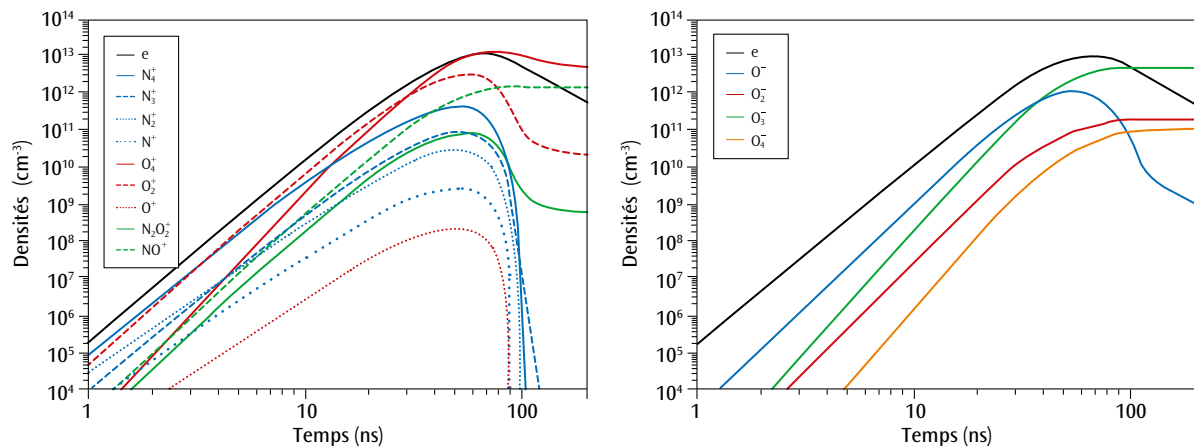 10¹⁴
10¹³
10¹²
10¹¹
10¹⁰
10⁹
10⁸
10⁷
10⁶
10⁵
10⁴
Densités (cm⁻³)
e
N₄⁺
N₃⁺
N₂⁺
N⁺
O₄⁺
O₂⁺
O⁺
N₂O₂⁺
NO⁺
1
10
100
Temps (ns)
10¹⁴
10¹³
10¹²
10¹¹
10¹⁰
10⁹
10⁸
10⁷
10⁶
10⁵
10⁴
Densités (cm⁻³)
e
O⁻
O₂⁻
O₃⁻
O₄⁻
1
10
100
Temps (ns)